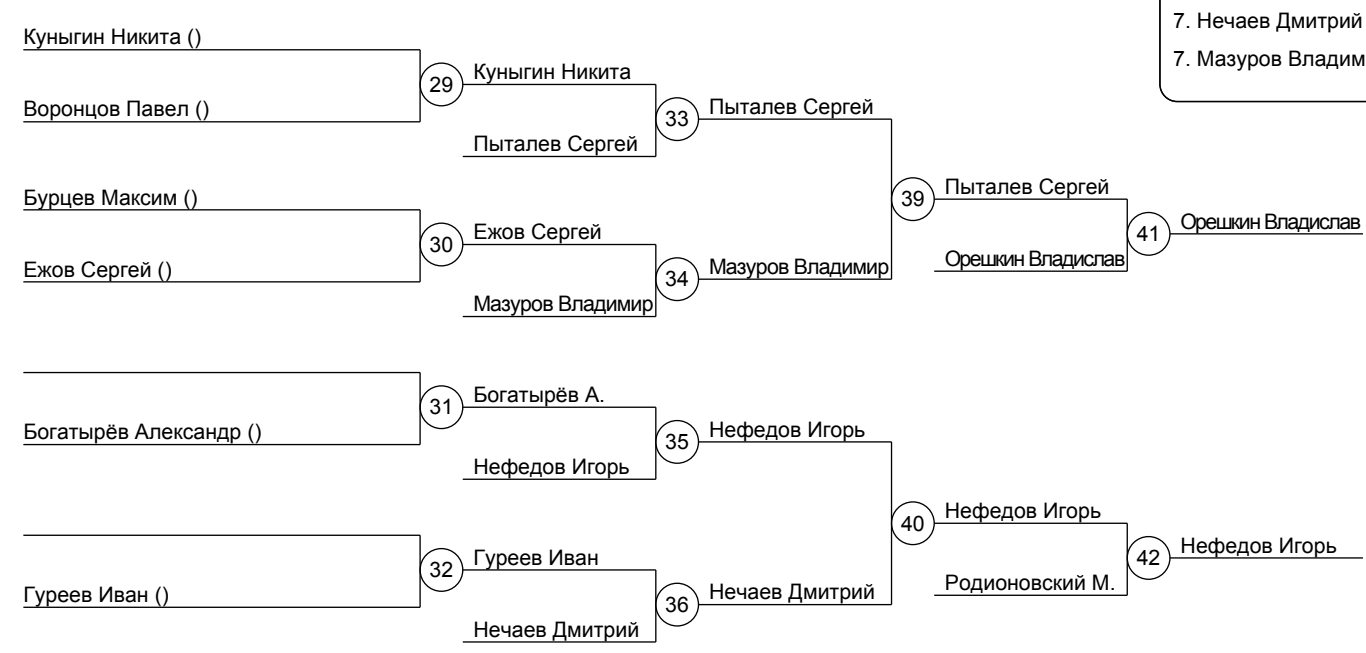 7. Нечаев Дмитрий
7. Мазуров Владим
Куныгин Никита ()
29
Куныгин Никита
Воронцов Павел ()
33
Пыталев Сергей
Пыталев Сергей
Бурцев Максим ()
39
Пыталев Сергей
30
Ежов Сергей
41
Орешкин Владислав
Ежов Сергей ()
34
Мазуров Владимир
Орешкин Владислав
Мазуров Владимир
31
Богатырёв А.
Богатырёв Александр ()
35
Нефедов Игорь
Нефедов Игорь
40
Нефедов Игорь
32
Гуреев Иван
42
Нефедов Игорь
Гуреев Иван ()
36
Нечаев Дмитрий
Родионовский М.
Нечаев Дмитрий